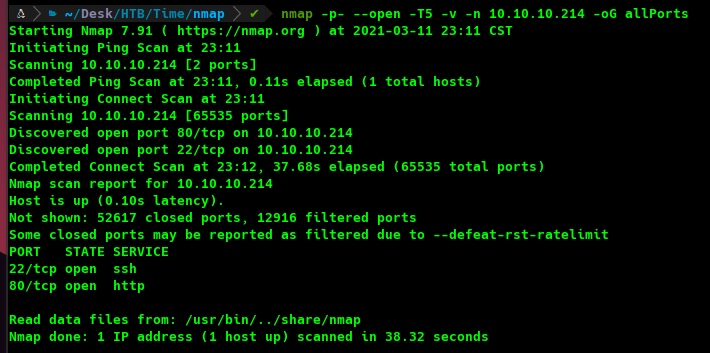 ~/Desk/HTB/Time/nmap ✔ nmap -p- --open -T5 -v -n 10.10.10.214 -oG allPorts
Starting Nmap 7.91 ( https://nmap.org ) at 2021-03-11 23:11 CST
Initiating Ping Scan at 23:11
Scanning 10.10.10.214 [2 ports]
Completed Ping Scan at 23:11, 0.11s elapsed (1 total hosts)
Initiating Connect Scan at 23:11
Scanning 10.10.10.214 [65535 ports]
Discovered open port 80/tcp on 10.10.10.214
Discovered open port 22/tcp on 10.10.10.214
Completed Connect Scan at 23:12, 37.68s elapsed (65535 total ports)
Nmap scan report for 10.10.10.214
Host is up (0.10s latency).
Not shown: 52617 closed ports, 12916 filtered ports
Some closed ports may be reported as filtered due to --defeat-rst-ratelimit
PORT   STATE SERVICE
22/tcp open  ssh
80/tcp open  http
Read data files from: /usr/bin/../share/nmap
Nmap done: 1 IP address (1 host up) scanned in 38.32 seconds